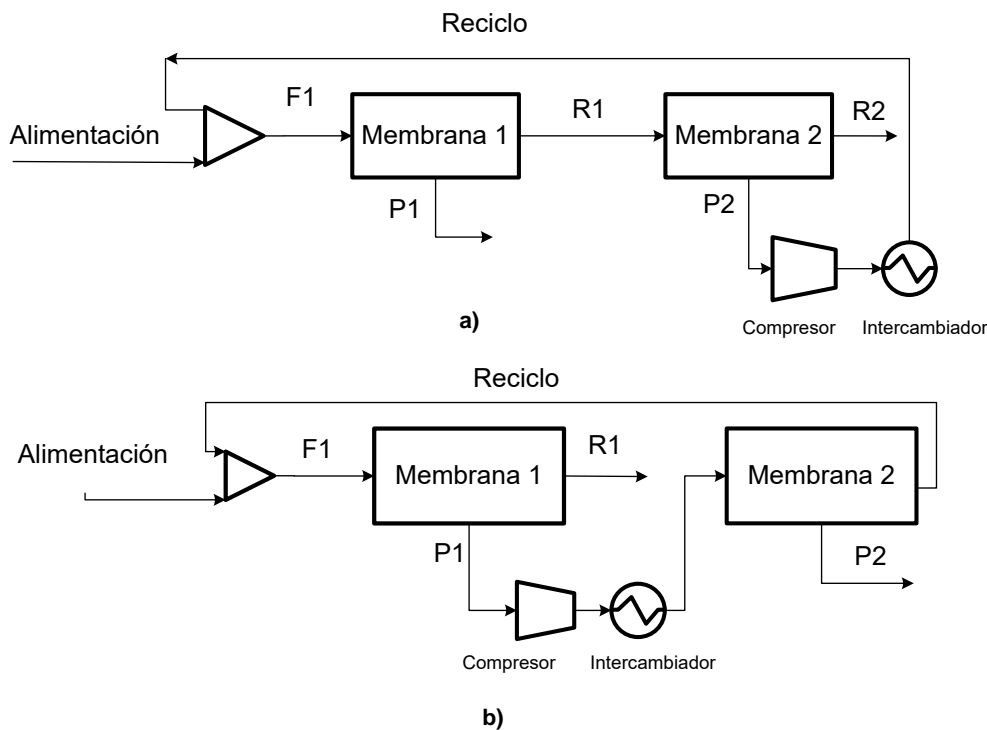 Reciclo
F1
R1
R2
Alimentación
Membrana 1
Membrana 2
P1
P2
Compresor
Intercambiador
a)
Reciclo
Alimentación
F1
R1
Membrana 1
Membrana 2
P1
P2
Compresor
Intercambiador
b)